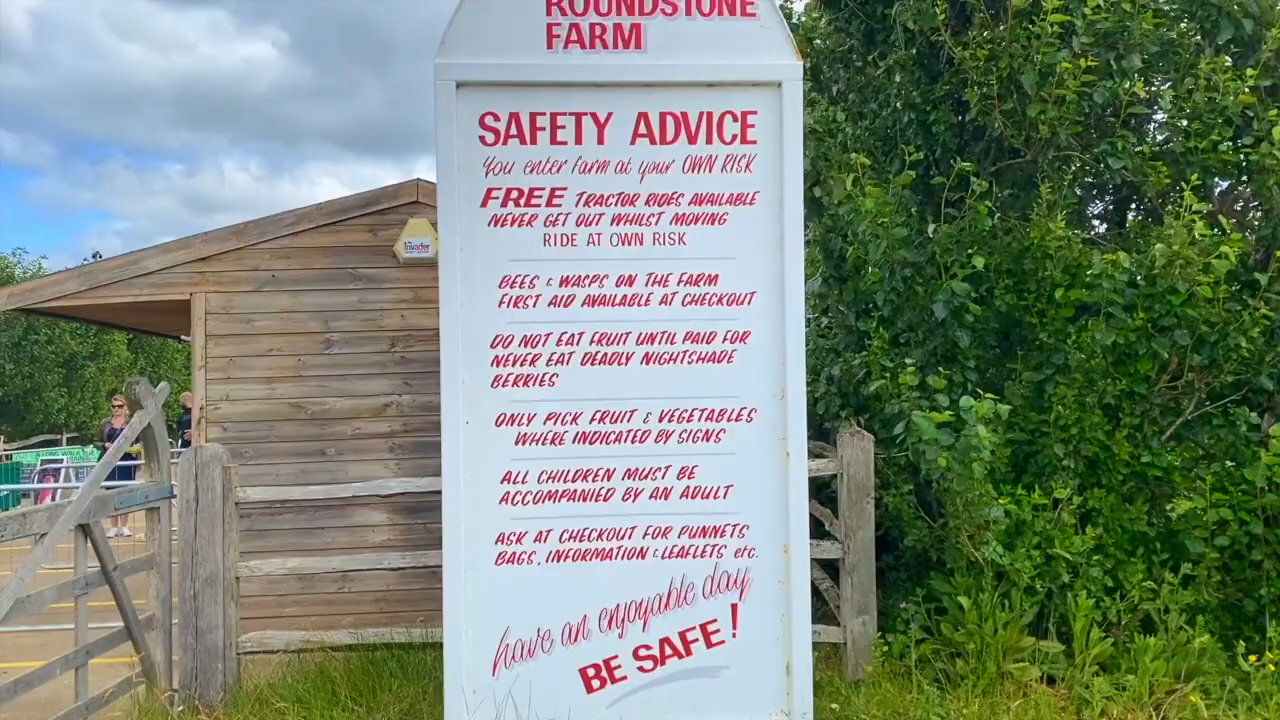 ROUNDSTONE
FARM
SAFETY ADVICE
You enter farm at your OWN RISK
FREE TRACTOR RIDES AVAILABLE
NEVER GET OUT WHILST MOVING
RIDE AT OWN RISK
BEES & WASPS ON THE FARM
FIRST AID AVAILABLE AT CHECKOUT
DO NOT EAT FRUIT UNTIL PAID FOR
NEVER EAT DEADLY NIGHTSHADE
BERRIES
ONLY PICK FRUIT & VEGETABLES
WHERE INDICATED BY SIGNS
ALL CHILDREN MUST BE
ACCOMPANIED BY AN ADULT
ASK AT CHECKOUT FOR PUNNETS
BAGS, INFORMATION & LEAFLETS etc.
have an enjoyable day
BE SAFE!
Invader
A LONG WALK